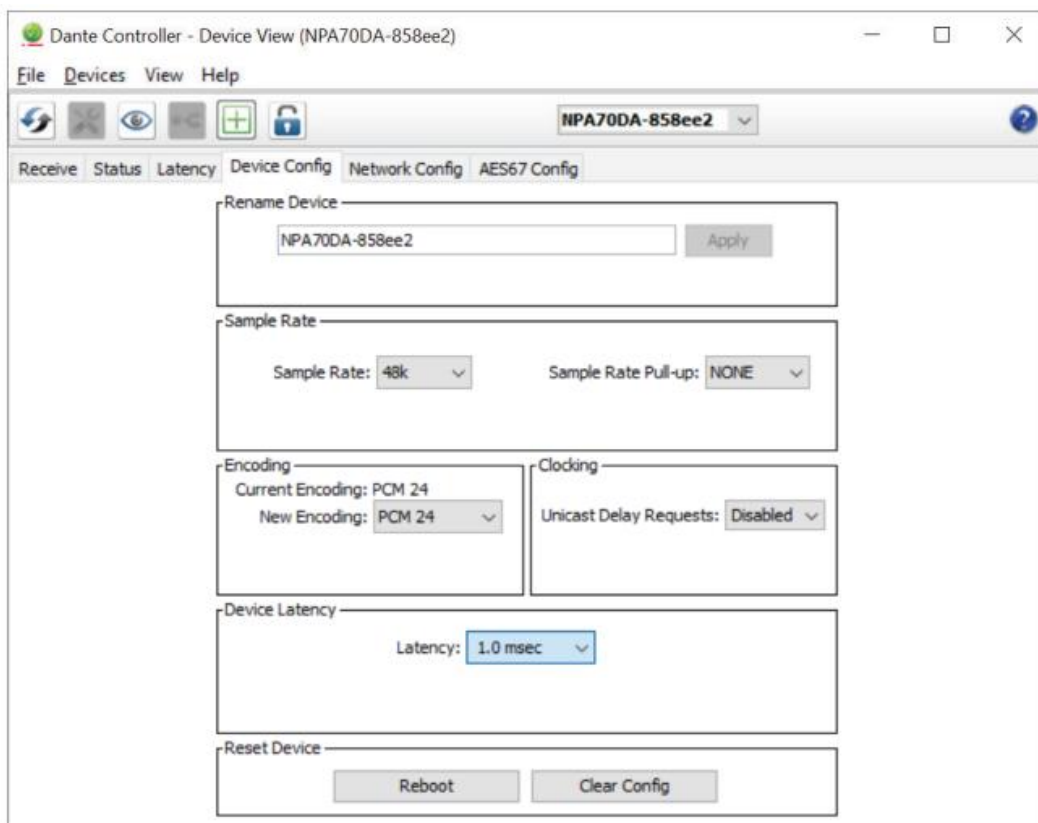 Dante Controller - Device View (NPA70DA-858ee2)
File Devices View Help
NPA70DA-858ee2
Receive Status Latency Device Config Network Config AES67 Config
Rename Device
NPA70DA-858ee2 Apply
Sample Rate
Sample Rate: 48k Sample Rate Pull-up: NONE
Encoding Clocking
Current Encoding: PCM 24
New Encoding: PCM 24 Unicast Delay Requests: Disabled
Device Latency
Latency: 1.0 msec
Reset Device
Reboot Clear Config